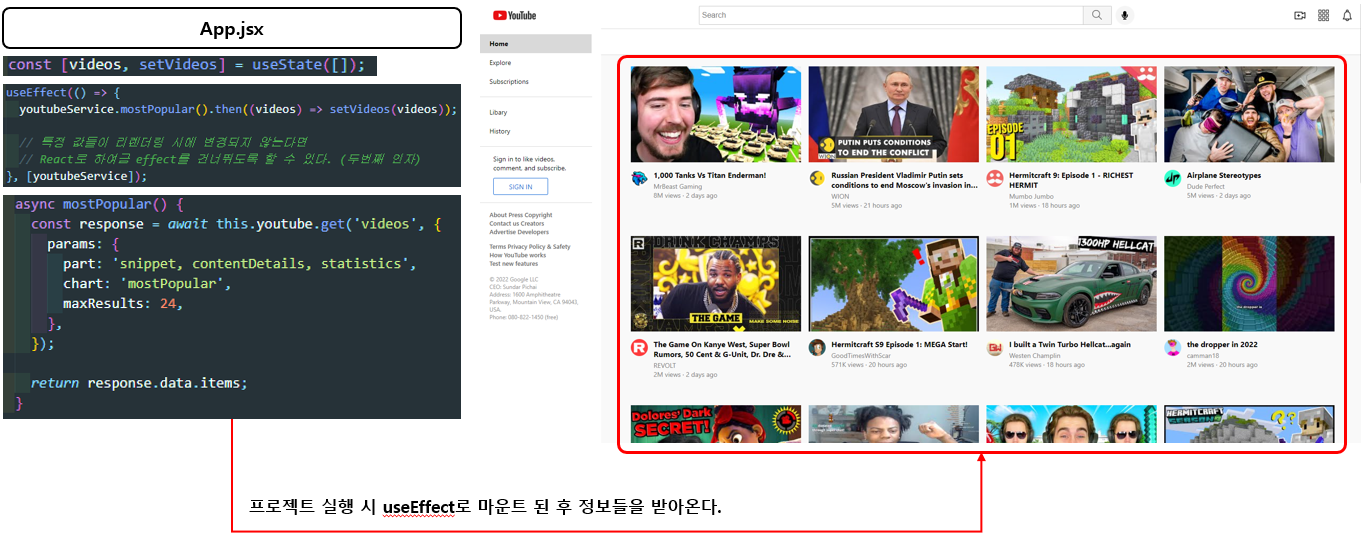 App.jsx
const [videos, setVideos] = useState([]);
useEffect(() => {
youtubeService.mostPopular().then((videos) => setVideos(videos));
// 특정 값들이 리렌더링 시에 변경되지 않는다면
// React로 하여금 effect를 건너뛰도록 할 수 있다. (두번째 인자)
}, [youtubeService]);
async mostPopular() {
const response = await this.youtube.get('videos', {
params: {
part: 'snippet, contentDetails, statistics',
chart: 'mostPopular',
maxResults: 24,
},
});
return response.data.items;
}
YouTube
Search
Home
Explore
Subscriptions
Libary
History
Sign in to like videos.
comment, and subscribe.
SIGN IN
About Press Copyright
Contact us Creators
Advertise Developers
Terms Privacy Policy & Safety
How YouTube works
Test new features
© 2022 Google LLC
CEO: Sundar Pichai
Address: 1600 Amphitheatre
Parkway, Mountain View, CA 94043,
USA.
Phone: 080-822-1450 (free)
PUTIN PUTS CONDITIONS
TO END THE CONFLICT
WION
EPISODE
01
1,000 Tanks Vs Titan Enderman!
MrBeast Gaming
8M views · 2 days ago
Russian President Vladimir Putin sets
conditions to end Moscow's invasion in...
WION
5M views · 21 hours ago
Hermitcraft 9: Episode 1 - RICHEST
HERMIT
Mumbo Jumbo
1M views · 18 hours ago
Airplane Stereotypes
Dude Perfect
2M views · 2 days ago
DRINK CHAMPS
THE GAME
MAKE SOME NOISE
1300HP HELLCAT
the dropper in
The Game On Kanye West, Super Bowl
Rumors, 50 Cent & G-Unit, Dr. Dre &...
REVOLT
2M views · 2 days ago
Hermitcraft S9 Episode 1: MEGA Start!
GoodTimesWithScar
571K views · 20 hours ago
I built a Twin Turbo Hellcat...again
Westen Champlin
478K views · 18 hours ago
the dropper in 2022
camman18
2M views · 20 hours ago
Dolores' Dark
SECRET!
HERMITCRAFT
SEASON 9
??
프로젝트 실행 시 useEffect로 마운트 된 후 정보들을 받아온다.